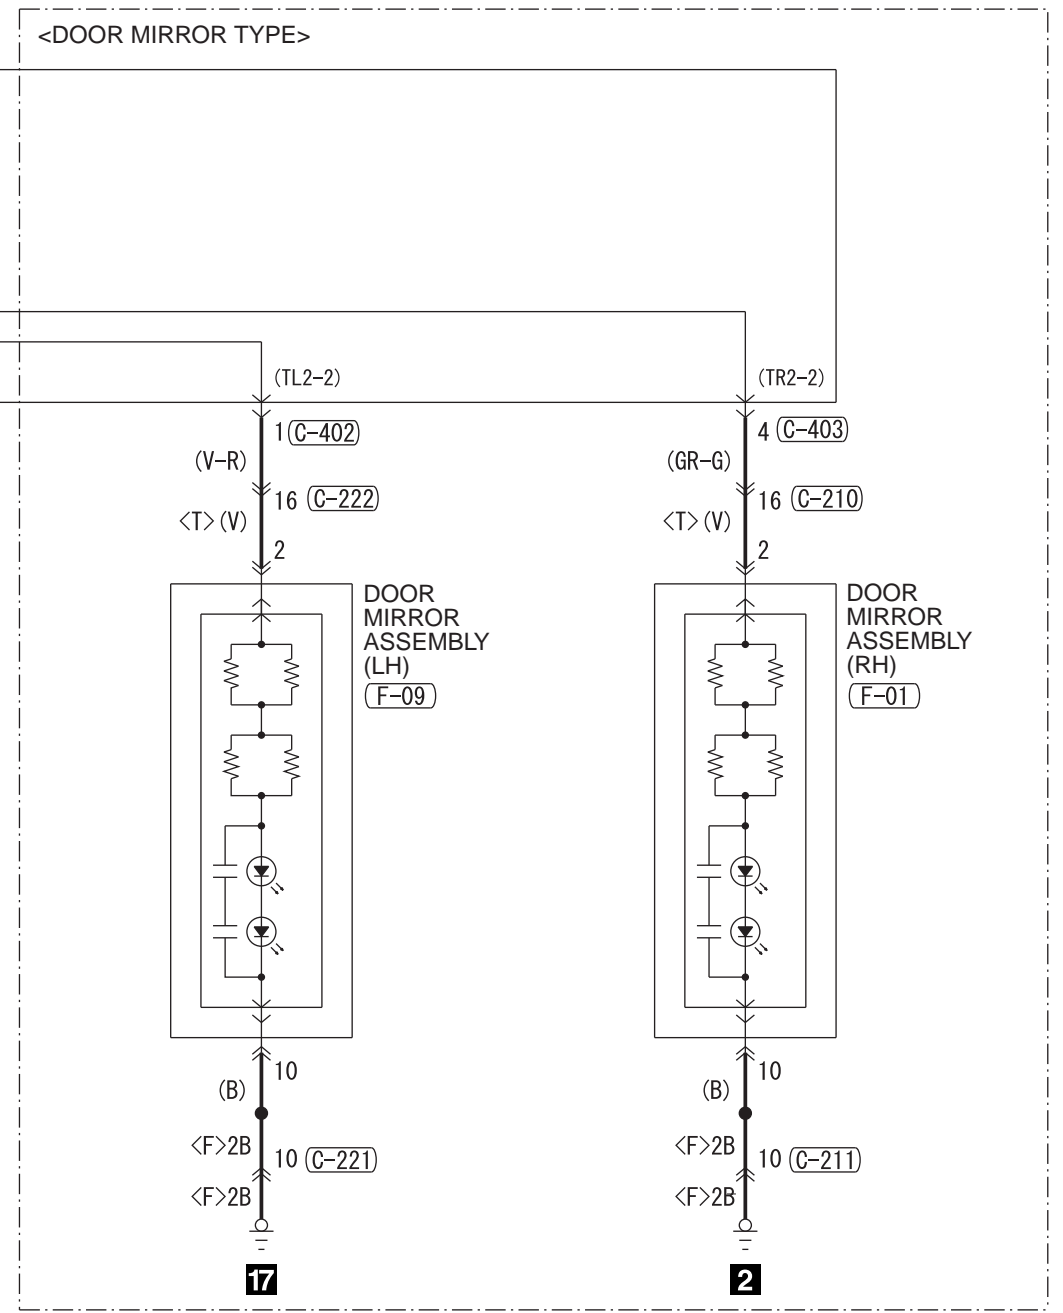 <DOOR MIRROR TYPE>
(TL2-2)
(TR2-2)
1 (C-402)
4 (C-403)
(V-R)
(GR-G)
16 (C-222)
16 (C-210)
<T>(V)
<T>(V)
2
2
DOOR
MIRROR
ASSEMBLY
(LH)
F-09
DOOR
MIRROR
ASSEMBLY
(RH)
F-01
10
10
(B)
(B)
<F>2B
<F>2B
10 (C-221)
10 (C-211)
<F>2B
<F>2B
17
2